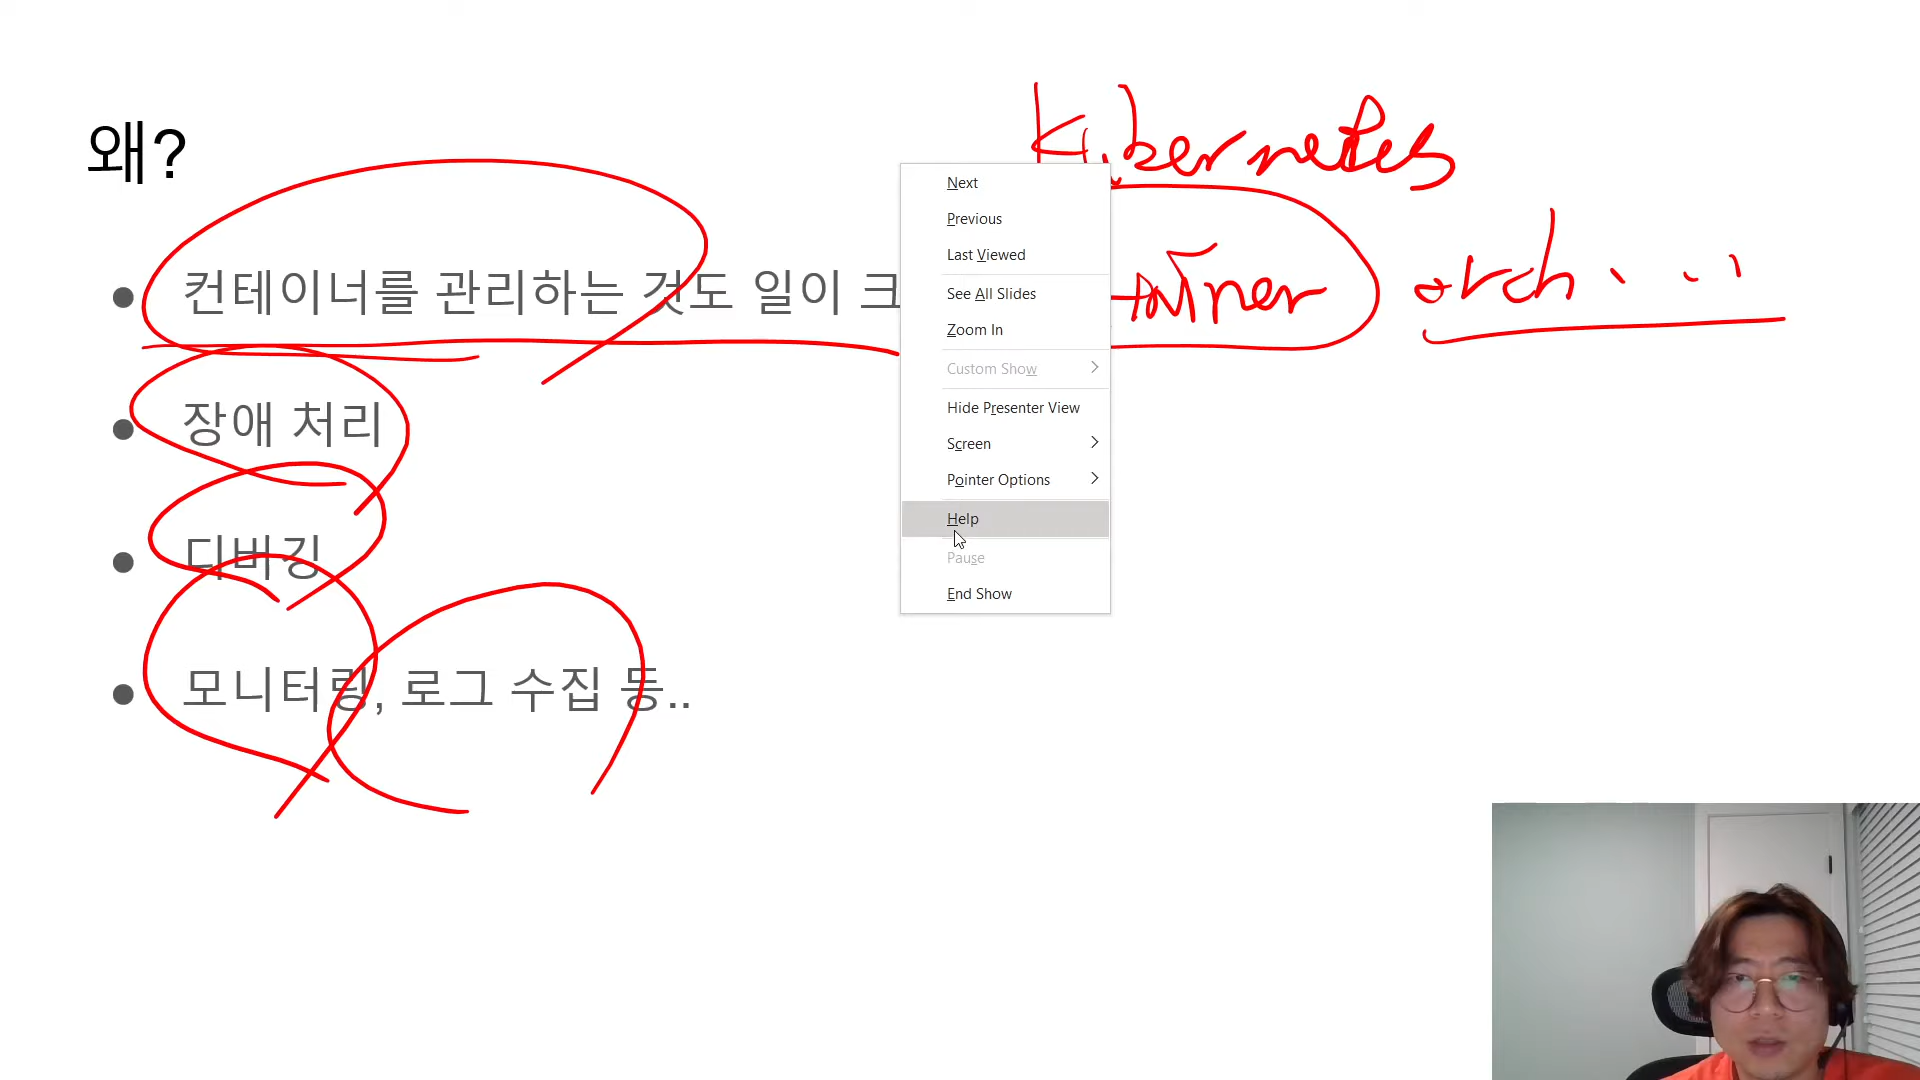 Kubernetes
왜?
컨테이너를 관리하는 것도 일이 크
tainer
orch . . .
장애 처리
디버깅
모니터링, 로그 수집 등..
Next
Previous
Last Viewed
See All Slides
Zoom In
Custom Show
Hide Presenter View
Screen
Pointer Options
Help
Pause
End Show